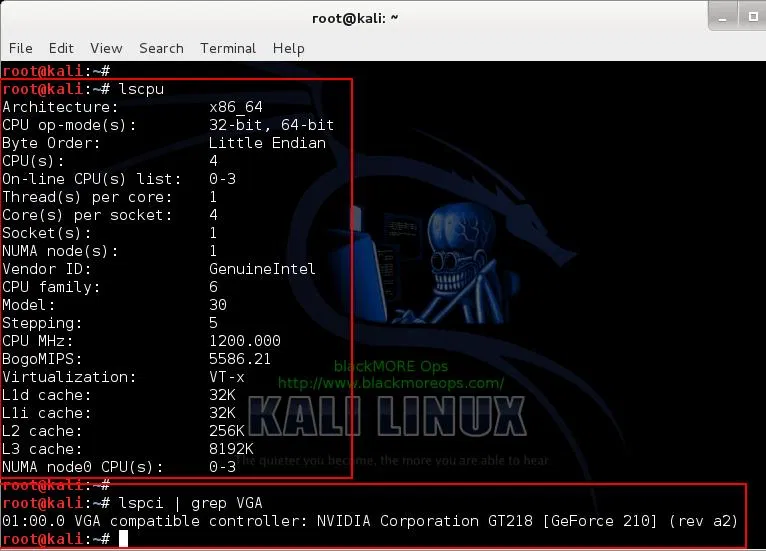 root@kali: ~
File Edit View Search Terminal Help
root@kali:~#
root@kali:~# lscpu
Architecture: x86_64
CPU op-mode(s): 32-bit, 64-bit
Byte Order: Little Endian
CPU(s): 4
On-line CPU(s) list: 0-3
Thread(s) per core: 1
Core(s) per socket: 4
Socket(s): 1
NUMA node(s): 1
Vendor ID: GenuineIntel
CPU family: 6
Model: 30
Stepping: 5
CPU MHz: 1200.000
BogoMIPS: 5586.21
Virtualization: VT-x
L1d cache: 32K
L1i cache: 32K
L2 cache: 256K
L3 cache: 8192K
NUMA node0 CPU(s): 0-3
root@kali:~#
root@kali:~# lspci | grep VGA
01:00.0 VGA compatible controller: NVIDIA Corporation GT218 [GeForce 210] (rev a2)
root@kali:~#
blackMORE Ops
http://www.blackmoreops.com/
KALI LINUX
The quieter you become, the more you are able to hear.